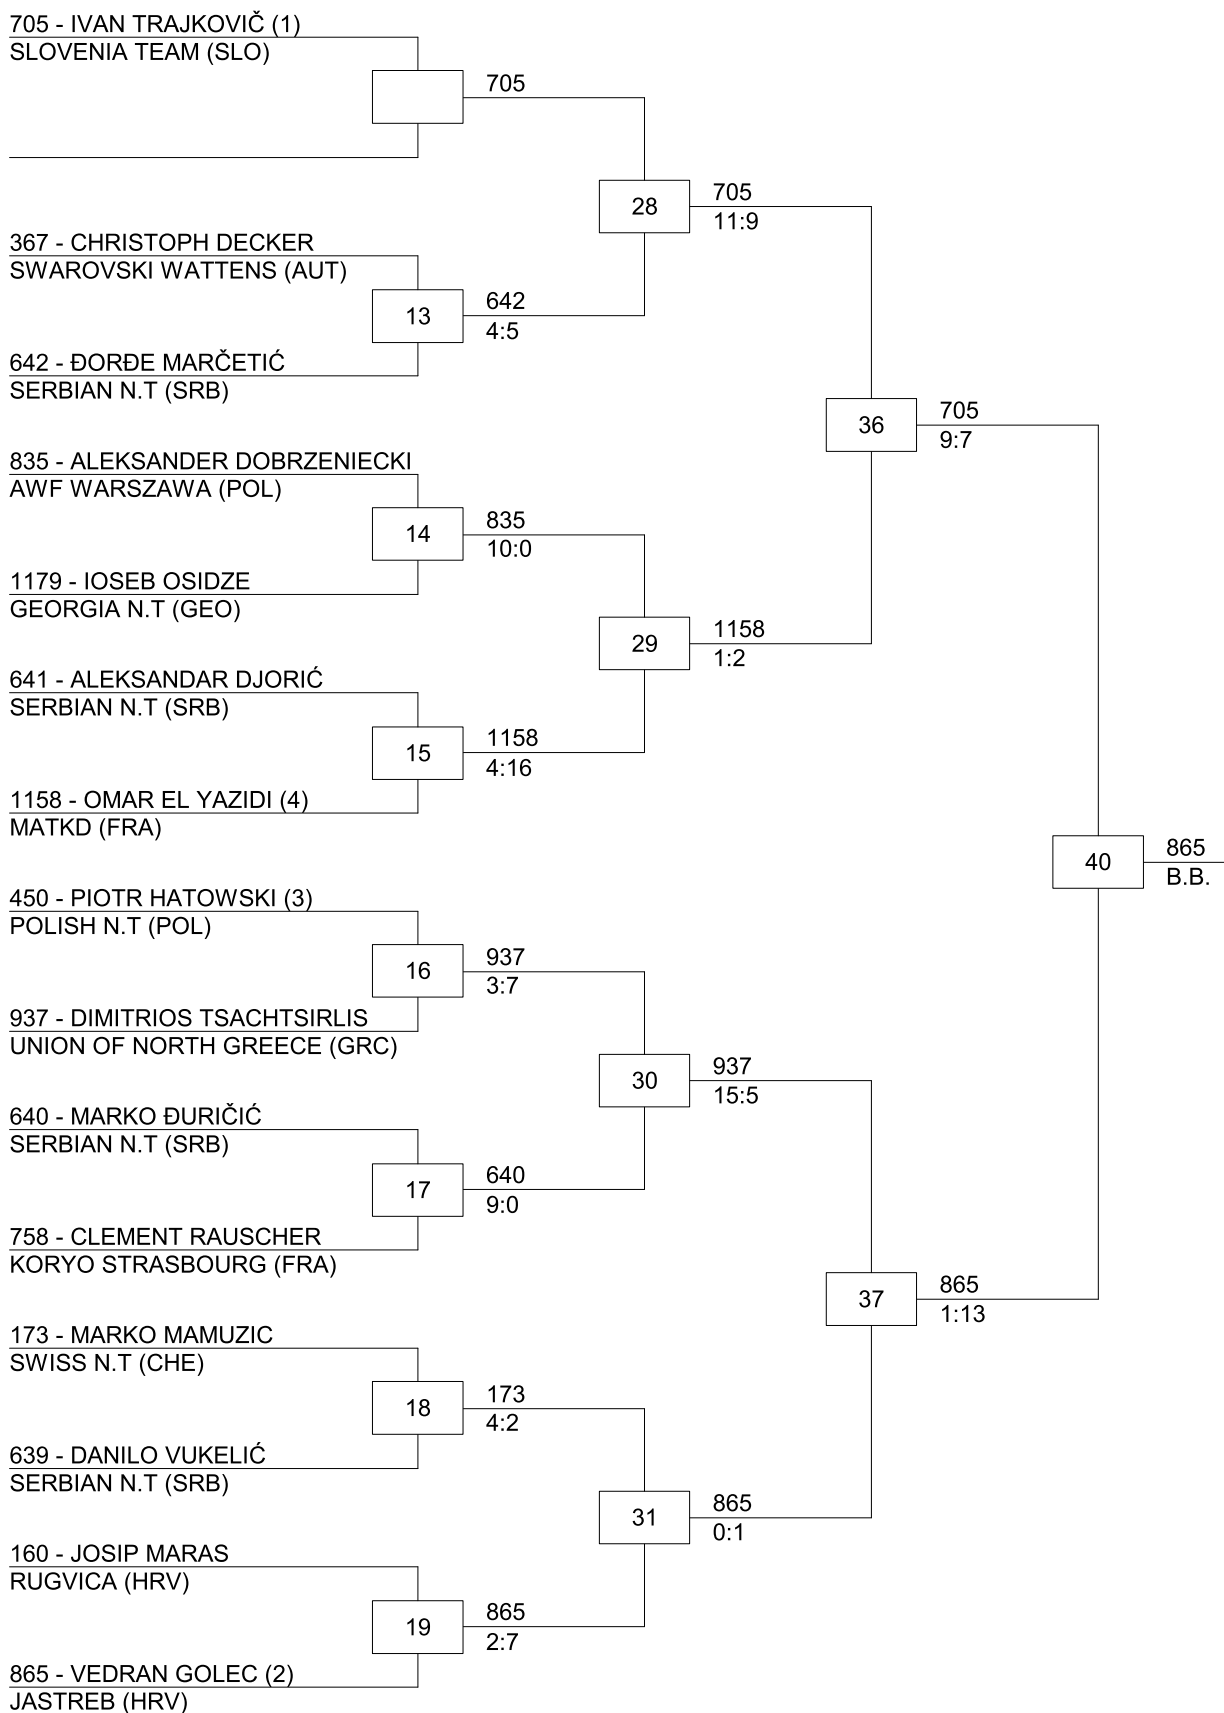 705 - IVAN TRAJKOVIČ (1)
SLOVENIA TEAM (SLO)
705
28
705
11:9
367 - CHRISTOPH DECKER
SWAROVSKI WATTENS (AUT)
13
642
4:5
642 - ĐORĐE MARČETIĆ
SERBIAN N.T (SRB)
36
705
9:7
835 - ALEKSANDER DOBRZENIECKI
AWF WARSZAWA (POL)
14
835
10:0
1179 - IOSEB OSIDZE
GEORGIA N.T (GEO)
29
1158
1:2
641 - ALEKSANDAR DJORIĆ
SERBIAN N.T (SRB)
15
1158
4:16
1158 - OMAR EL YAZIDI (4)
MATKD (FRA)
40
865
B.B.
450 - PIOTR HATOWSKI (3)
POLISH N.T (POL)
16
937
3:7
937 - DIMITRIOS TSACHTSIRLIS
UNION OF NORTH GREECE (GRC)
30
937
15:5
640 - MARKO ĐURIČIĆ
SERBIAN N.T (SRB)
17
640
9:0
758 - CLEMENT RAUSCHER
KORYO STRASBOURG (FRA)
37
865
1:13
173 - MARKO MAMUZIC
SWISS N.T (CHE)
18
173
4:2
639 - DANILO VUKELIĆ
SERBIAN N.T (SRB)
31
865
0:1
160 - JOSIP MARAS
RUGVICA (HRV)
19
865
2:7
865 - VEDRAN GOLEC (2)
JASTREB (HRV)